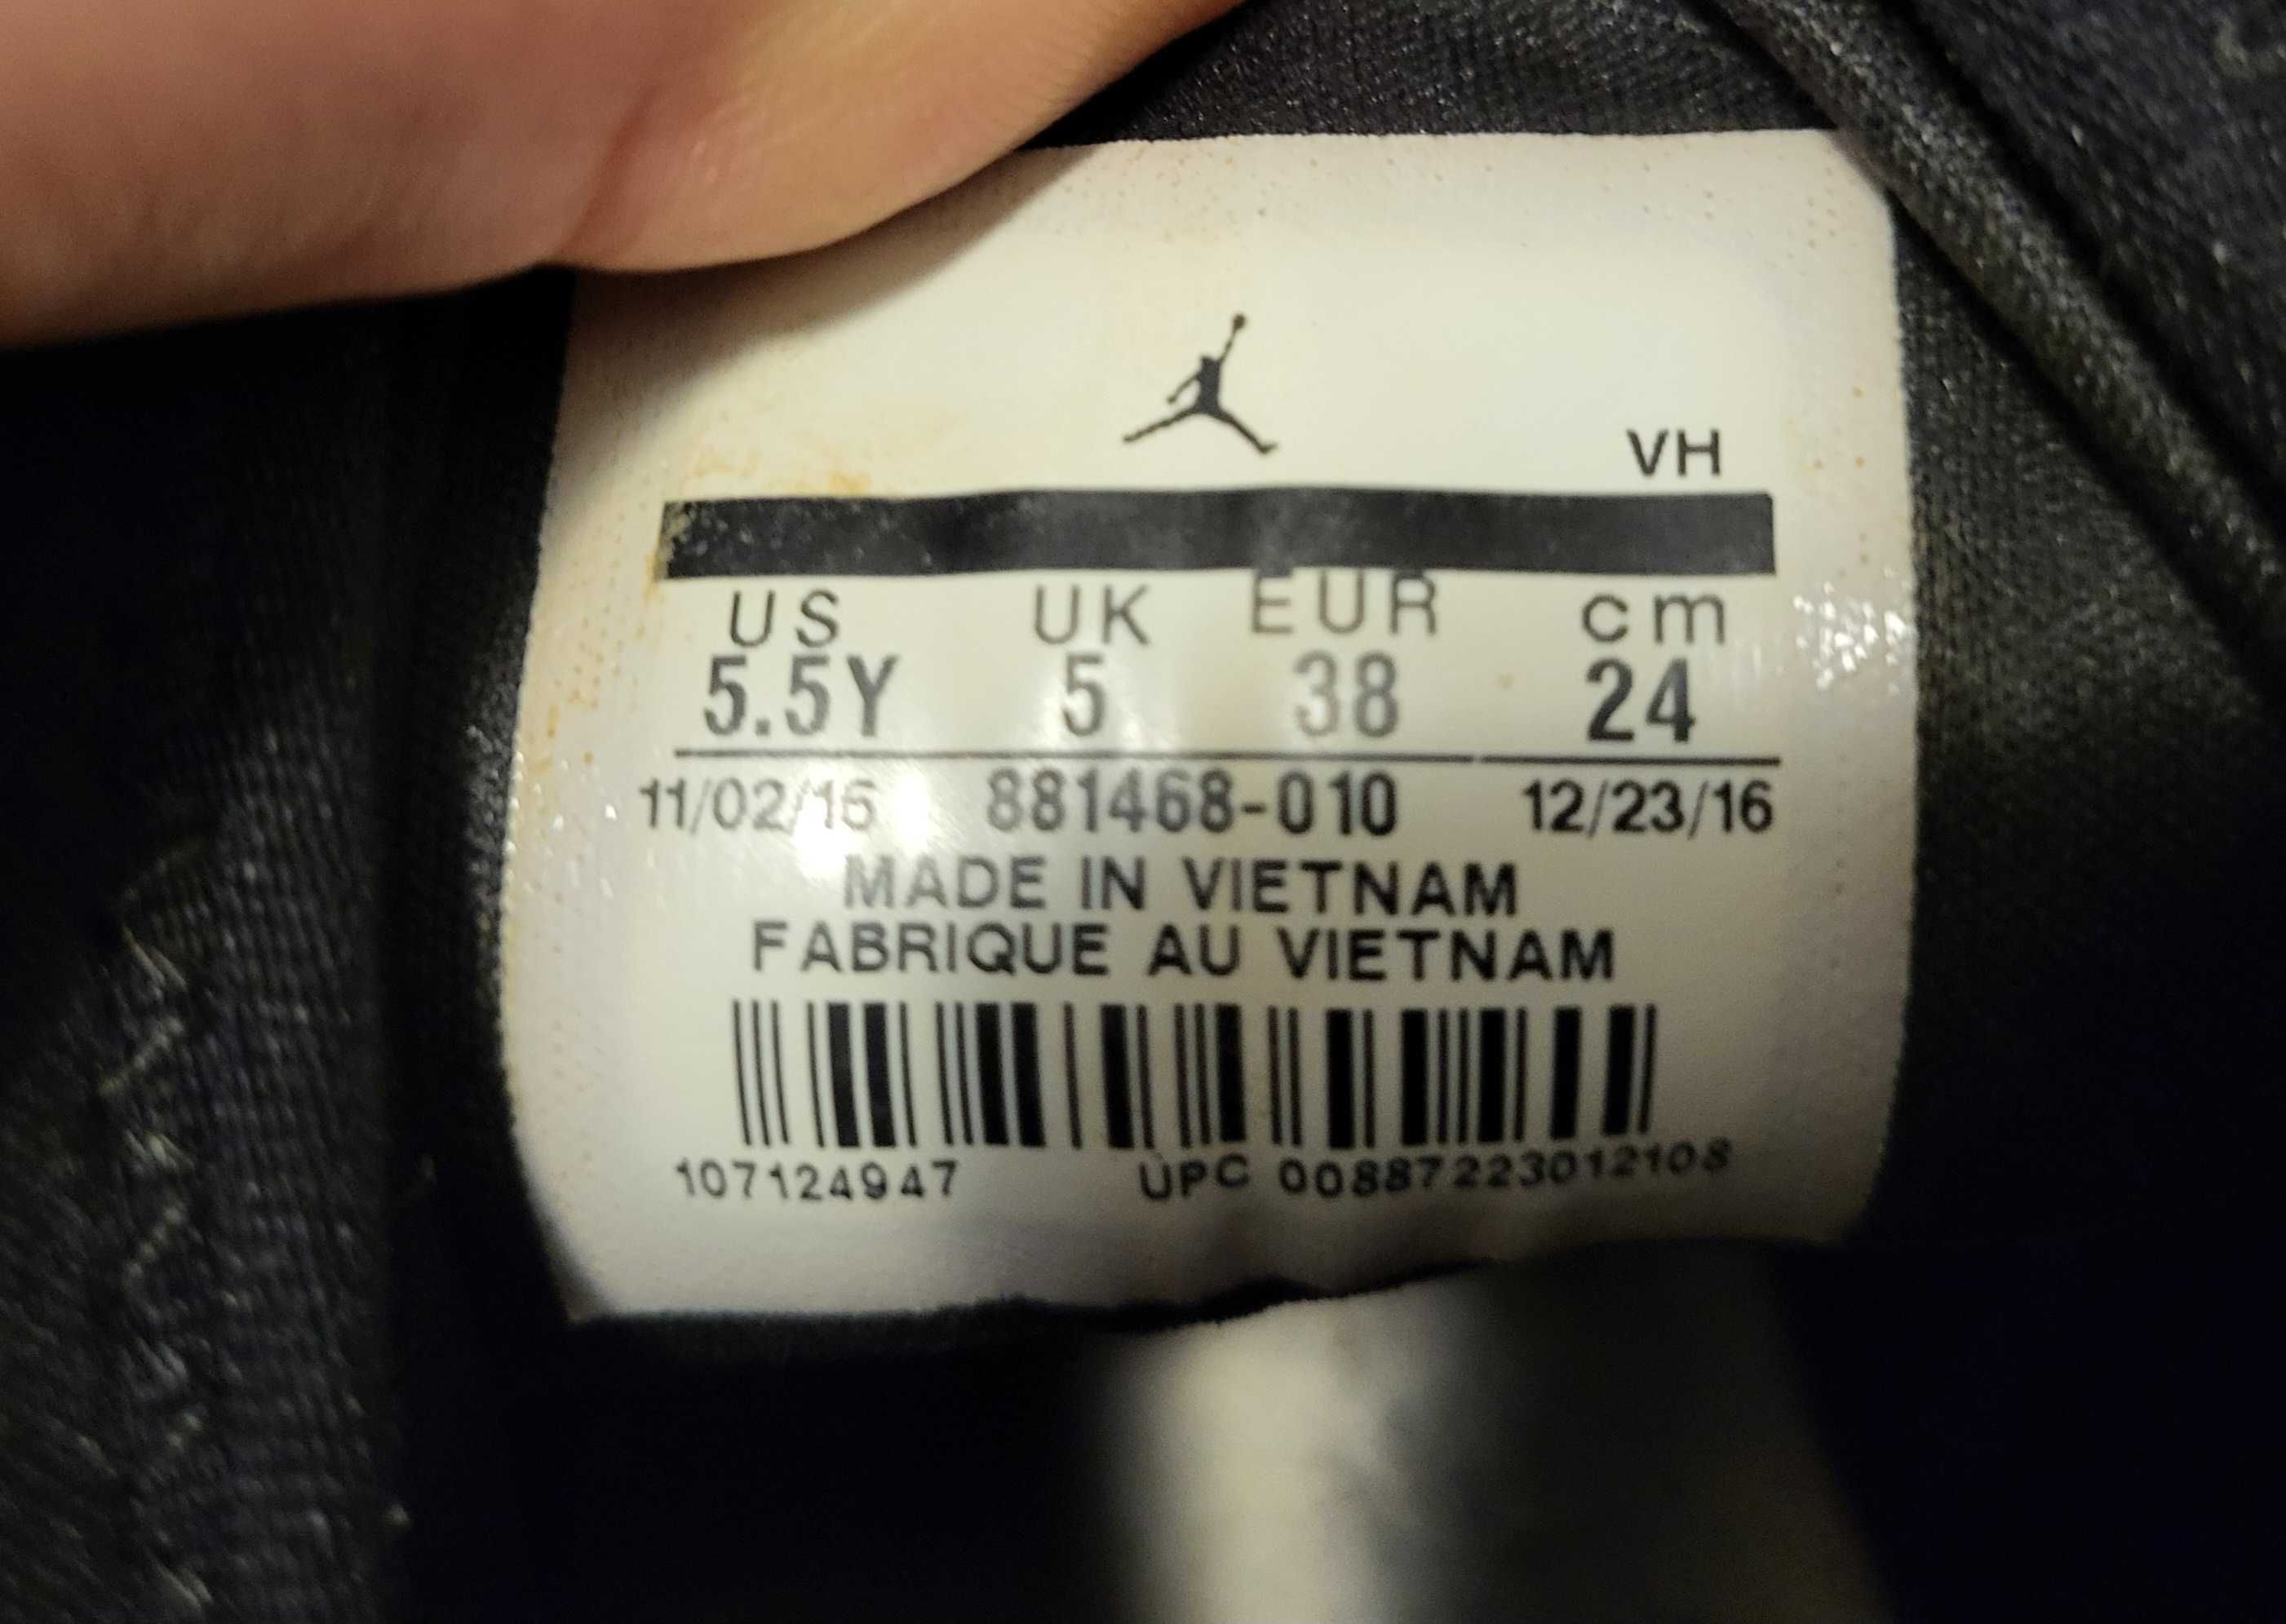 VH
US UK EUR cm
5.5Y 5 38 24
11/02/16 881468-010 12/23/16
MADE IN VIETNAM
FABRIQUE AU VIETNAM
107124947 UPC 00887223012108